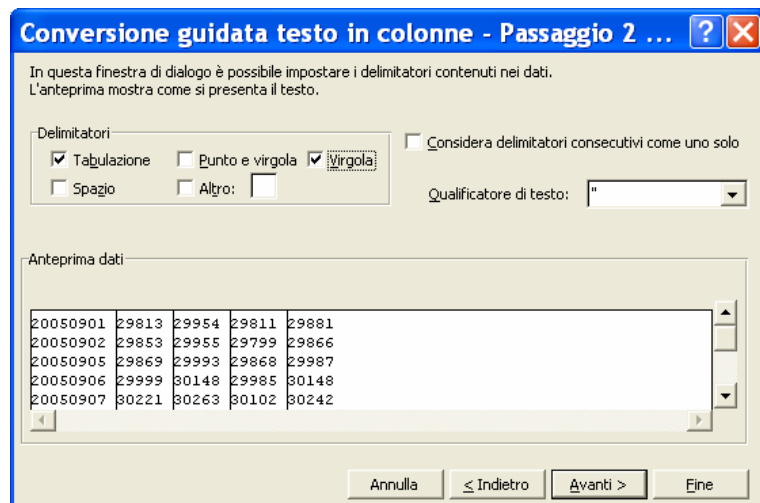 Conversione guidata testo in colonne - Passaggio 2 ...
In questa finestra di dialogo è possibile impostare i delimitatori contenuti nei dati.
L'anteprima mostra come si presenta il testo.
Delimitatori
Tabulazione Punto e virgola Virgola
Spazio Altro:
Considera delimitatori consecutivi come uno solo
Qualificatore di testo: "
Anteprima dati
20050901 29813 29954 29811 29881
20050902 29853 29955 29799 29866
20050905 29869 29993 29868 29987
20050906 29999 30148 29985 30148
20050907 30221 30263 30102 30242
Annulla < Indietro Avanti > Fine